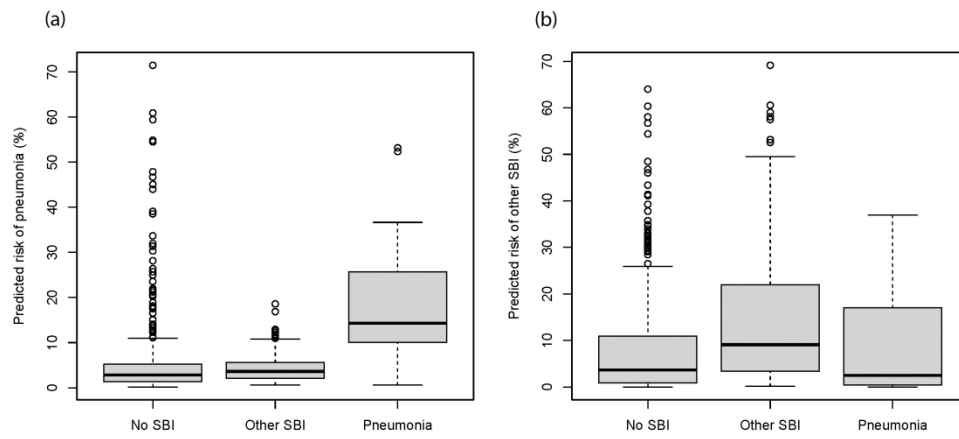 (a)
Predicted risk of pneumonia (%)
70
60
50
40
30
20
10
0
No SBI Other SBI Pneumonia
(b)
Predicted risk of other SBI (%)
70
60
50
40
30
20
10
0
No SBI Other SBI Pneumonia